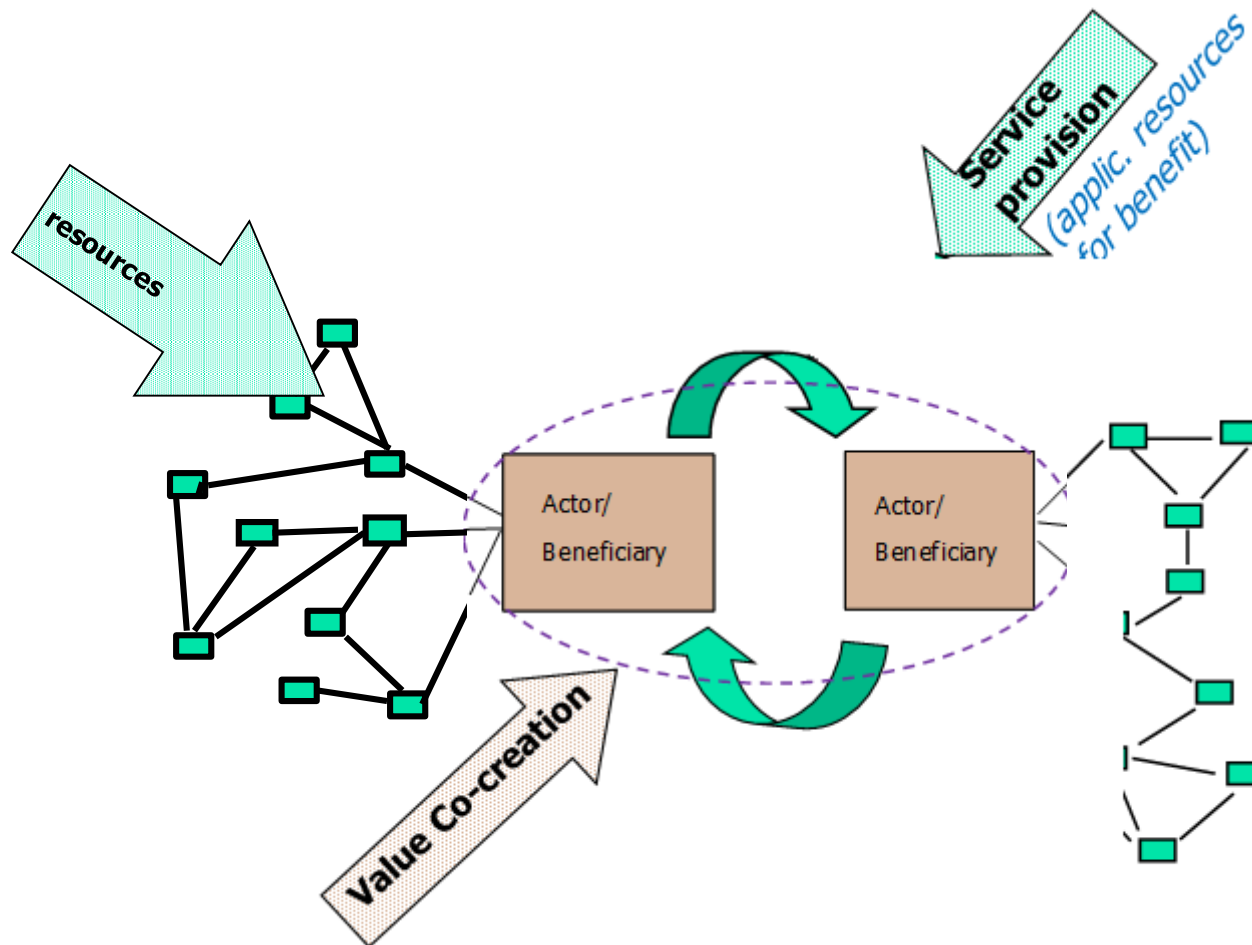 Service
provision
(applic. resources
for benefit)
resources
Actor/
Beneficiary
Actor/
Beneficiary
Value Co-creation